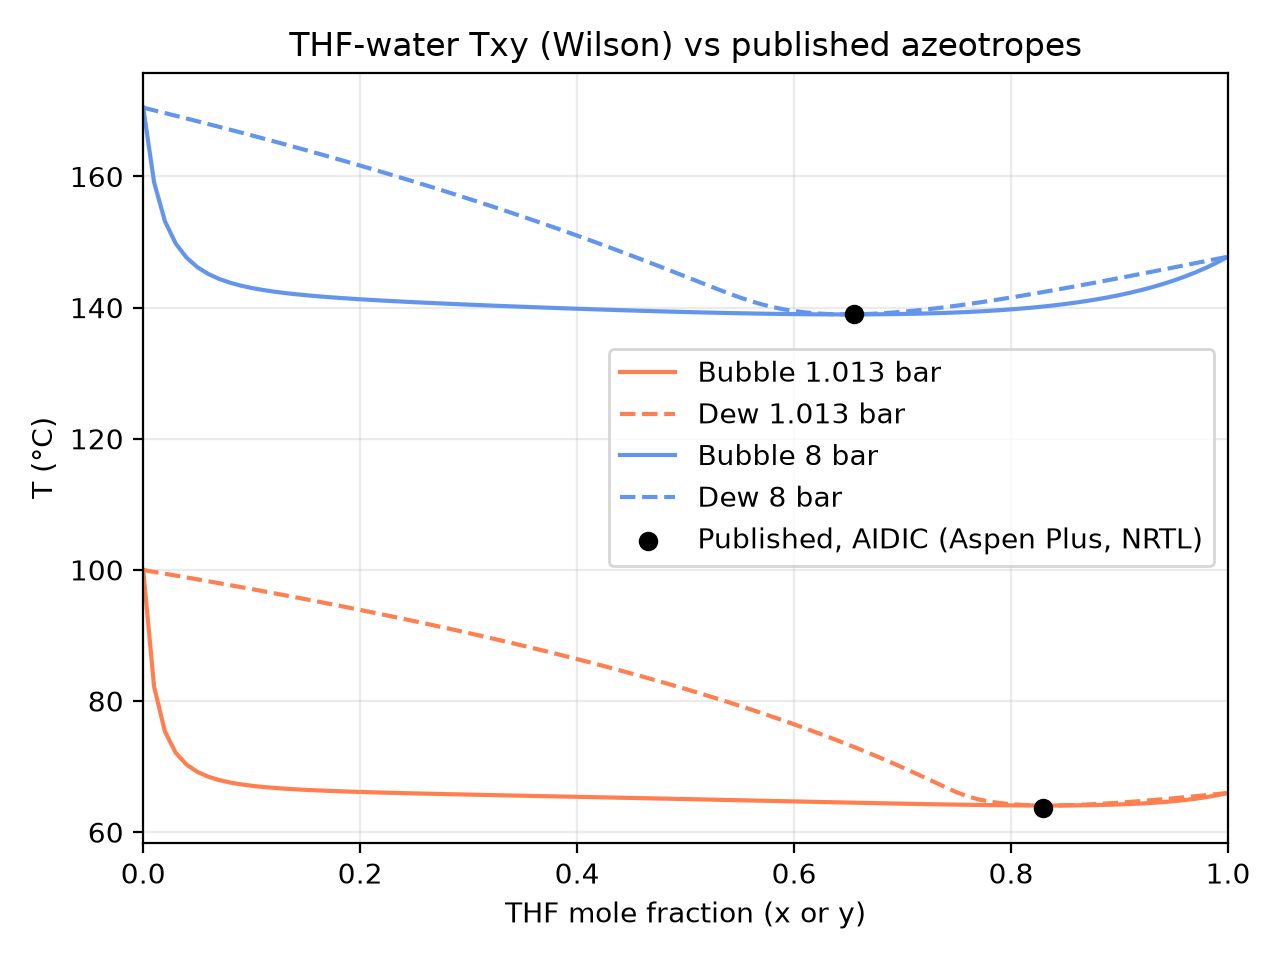 THF-water Txy (Wilson) vs published azeotropes
T (°C)
160
140
120
100
80
60
Bubble 1.013 bar
Dew 1.013 bar
Bubble 8 bar
Dew 8 bar
Published, AIDIC (Aspen Plus, NRTL)
0.0 0.2 0.4 0.6 0.8 1.0
THF mole fraction (x or y)